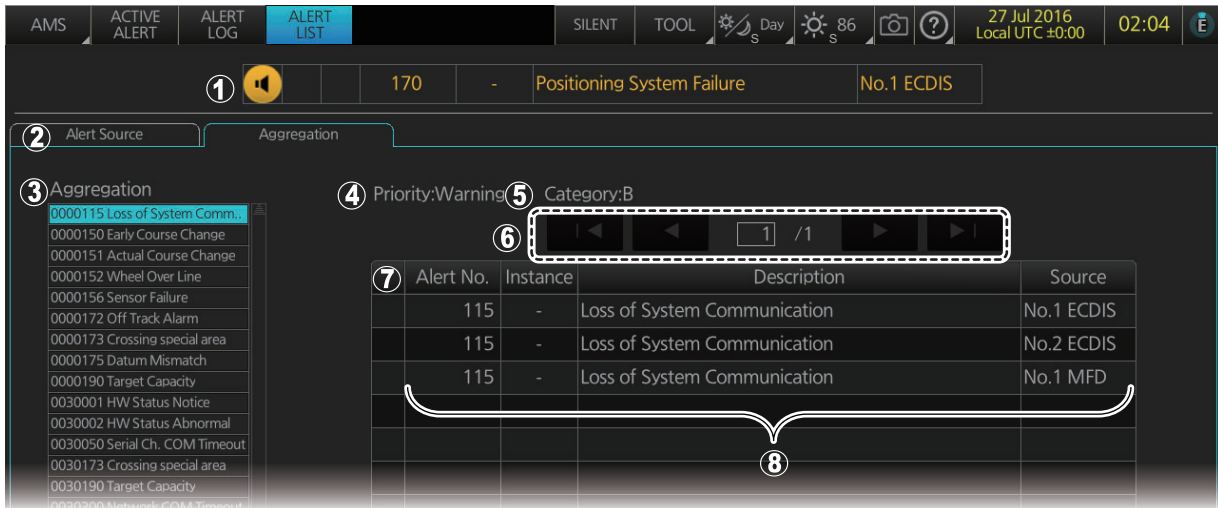 AMS ACTIVE ALERT ALERT LOG ALERT LIST SILENT TOOL S Day S 86 ? 27 Jul 2016 Local UTC ±0:00 02:04 E
1 170 - Positioning System Failure No.1 ECDIS
2 Alert Source Aggregation
3 Aggregation
4 Priority:Warning 5 Category:B
0000115 Loss of System Comm..
0000150 Early Course Change
0000151 Actual Course Change
0000152 Wheel Over Line
0000156 Sensor Failure
0000172 Off Track Alarm
0000173 Crossing special area
0000175 Datum Mismatch
0000190 Target Capacity
0030001 HW Status Notice
0030002 HW Status Abnormal
0030050 Serial Ch. COM Timeout
0030173 Crossing special area
0030190 Target Capacity
0030300 Network COM Timeout
6 1 /1
7 Alert No. Instance Description Source
115 - Loss of System Communication No.1 ECDIS
115 - Loss of System Communication No.2 ECDIS
115 - Loss of System Communication No.1 MFD
8